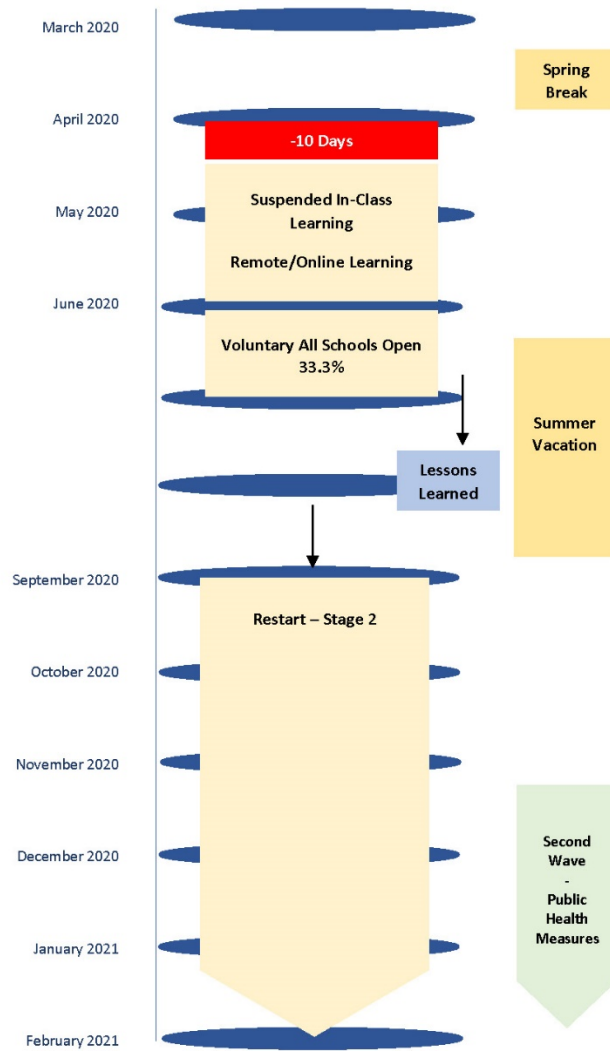 March 2020
Spring
Break
April 2020
-10 Days
May 2020
Suspended In-Class
Learning
Remote/Online Learning
June 2020
Voluntary All Schools Open
33.3%
Summer
Vacation
Lessons
Learned
September 2020
Restart – Stage 2
October 2020
November 2020
Second
Wave
-
Public
Health
Measures
December 2020
January 2021
February 2021